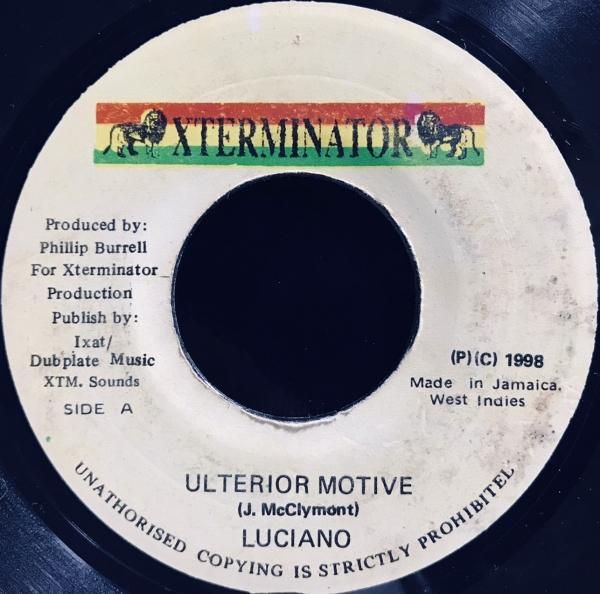 XTERMINATOR
Produced by:
Phillip Burrell
For Xterminator
Production
Publish by:
Ixat/
Dubplate Music
XTM. Sounds
SIDE A
(P)(C) 1998
Made in Jamaica.
West Indies
ULTERIOR MOTIVE
(J. McClymont)
LUCIANO
UNATHORISED COPYING IS STRICTLY PROHIBITEL